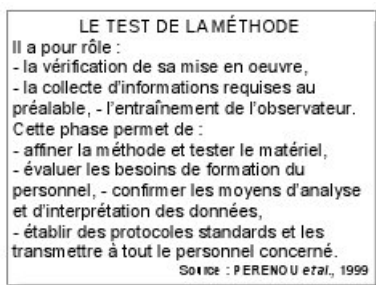 LE TEST DE LA MÉTHODE
Il a pour rôle :
- la vérification de sa mise en oeuvre,
- la collecte d'informations requises au
préalable, - l'entraînement de l'observateur.
Cette phase permet de :
- affiner la méthode et tester le matériel,
- évaluer les besoins de formation du
personnel, - confirmer les moyens d'analyse
et d'interprétation des données,
- établir des protocoles standards et les
transmettre à tout le personnel concerné.
Source : PERENOU et al., 1999